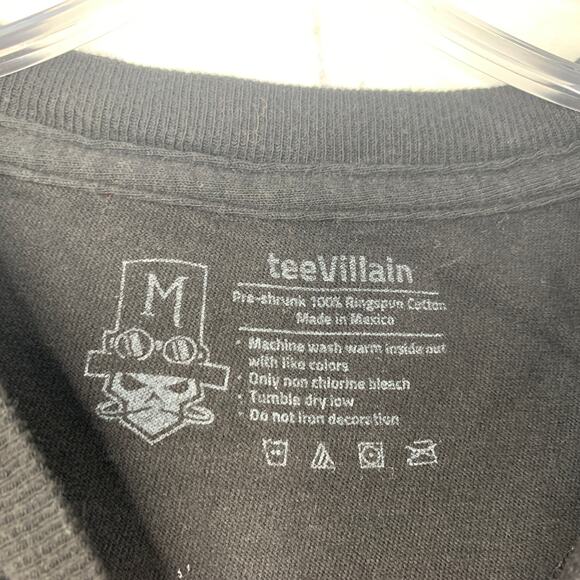 M
teeVillain
Pre-shrunk 100% Ringspun Cotton
Made in Mexico
• Machine wash warm inside out
with like colors
• Only non chlorine bleach
• Tumble dry low
• Do not iron decoration